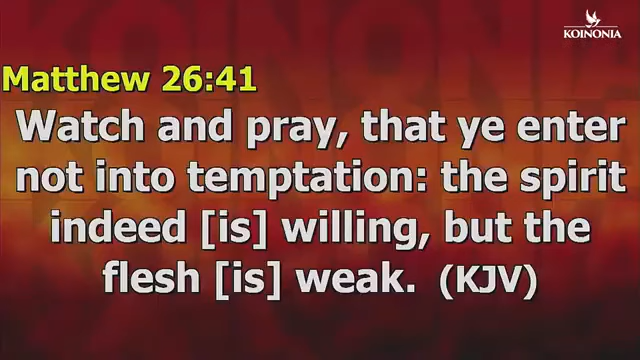 KOINONIA
Matthew 26:41
Watch and pray, that ye enter
not into temptation: the spirit
indeed [is] willing, but the
flesh [is] weak. (KJV)